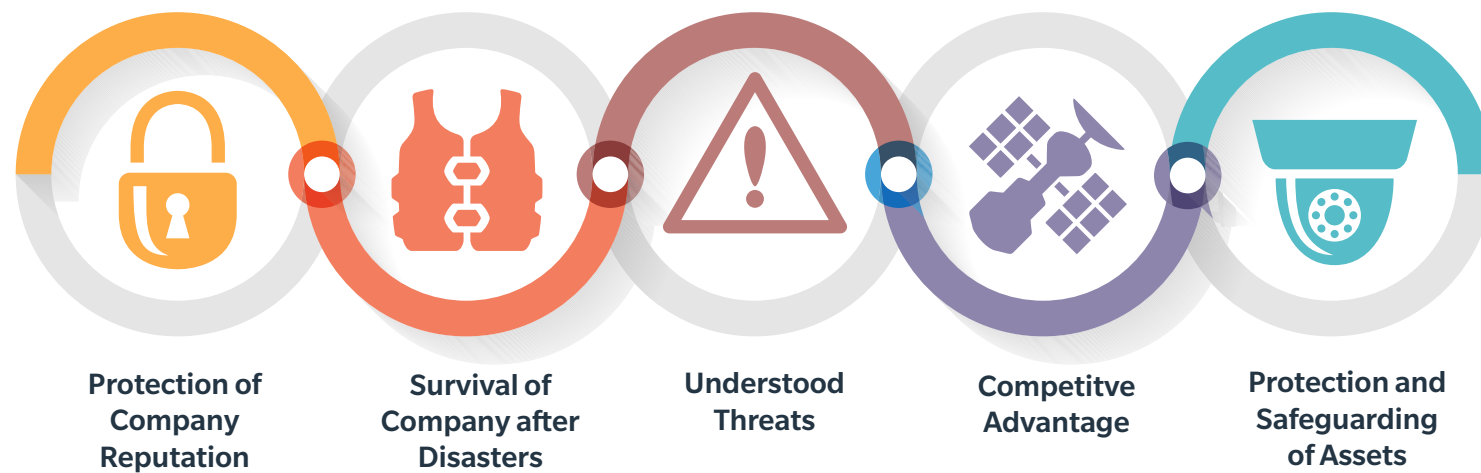 Protection of
Company
Reputation
Survival of
Company after
Disasters
Understood
Threats
Competitve
Advantage
Protection and
Safeguarding
of Assets